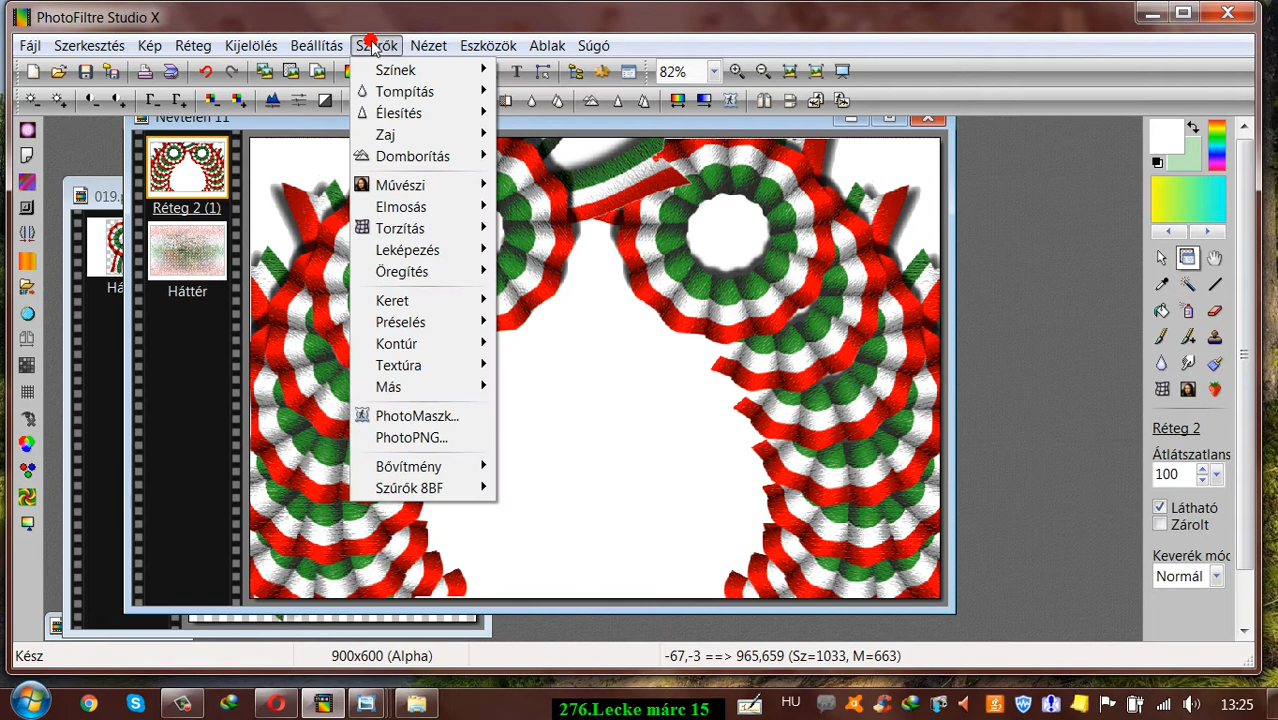 PhotoFiltre Studio X
Fájl Szerkesztés Kép Réteg Kijelölés Beállítás Szűrők Nézet Eszközök Ablak Súgó
82%
Színek
Tompítás
Élesítés
Zaj
Domborítás
Művészi
Elmosás
Torzítás
Leképezés
Öregítés
Keret
Préselés
Kontúr
Textúra
Más
PhotoMaszk...
PhotoPNG...
Bővítmény
Szűrők 8BF
Névtelen 11
Réteg 2 (1)
Háttér
019.p
Há
Réteg 2
Átlátszatlans
100
Látható
Zárolt
Keverék mód
Normál
Kész
900x600 (Alpha)
-67,-3 ==> 965,659 (Sz=1033, M=663)
276.Lecke márc 15
HU
13:25